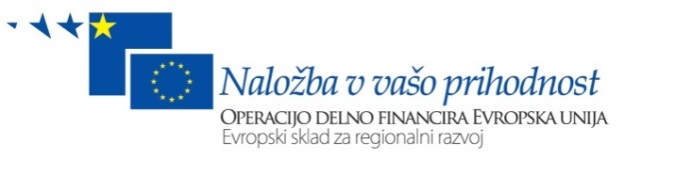 Naložba v vašo prihodnost
OPERACIJO DELNO FINANCIRA EVROPSKA UNIJA
Evropski sklad za regionalni razvoj